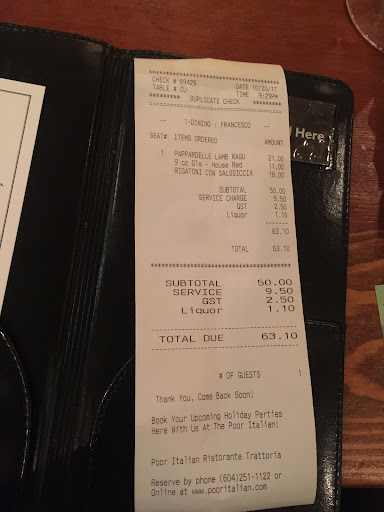 ********************************
CHECK # 69429 DATE 10/20/17
TABLE # CU TIME 5:29PM
********* DUPLICATE CHECK *********
-- 1-DINING : FRANCESCO --
SEAT# ITEMS ORDERED AMOUNT
1 PAPPARDELLE LAMB RAGU 21.00
9 oz Gls - House Red 11.00
RIGATONI CON SALSSICCIA 18.00
SUBTOTAL 50.00
SERVICE CHARGE 9.50
GST 2.50
Liquor 1.10
63.10
TOTAL 63.10
********************************
SUBTOTAL 50.00
SERVICE 9.50
GST 2.50
Liquor 1.10
TOTAL DUE 63.10
# OF GUESTS 1
Thank You, Come Back Soon!
Book Your Upcoming Holiday Parties
Here With Us At The Poor Italian!
Poor Italian Ristorante Trattoria
Reserve by phone (604)251-1122 or
Online at www.pooritalian.com
Here